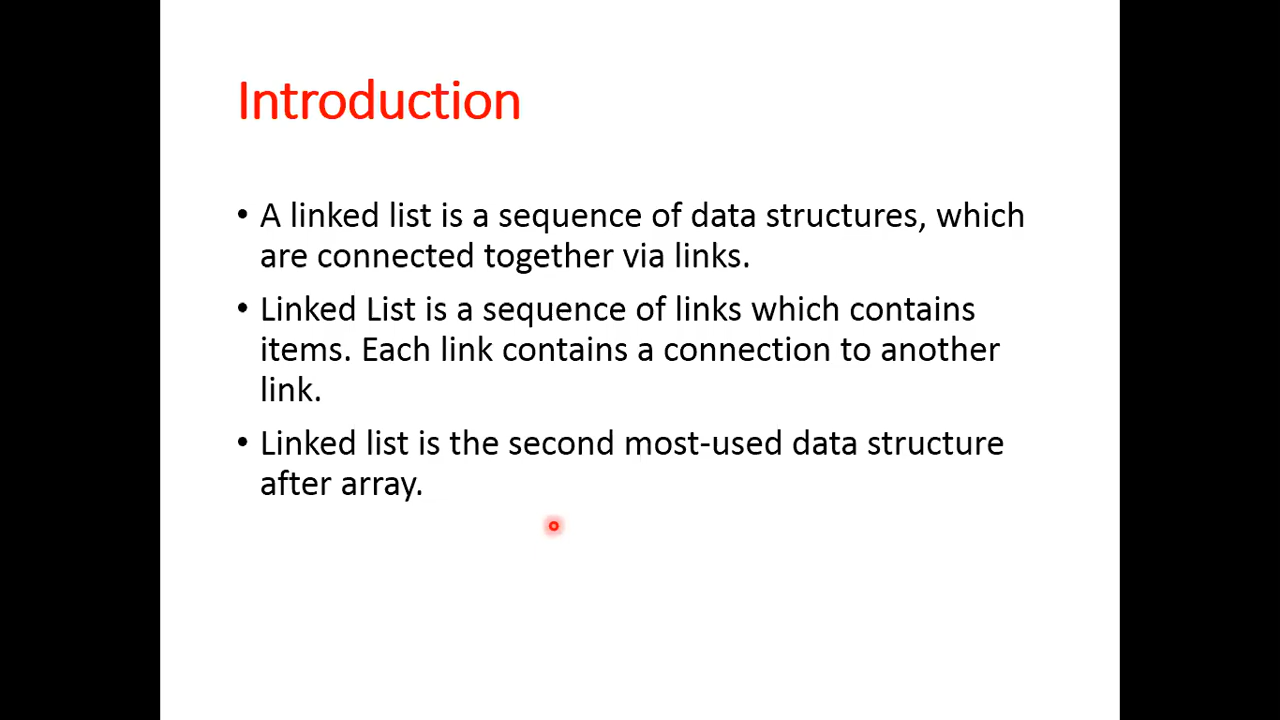 Introduction
• A linked list is a sequence of data structures, which
are connected together via links.
• Linked List is a sequence of links which contains
items. Each link contains a connection to another
link.
• Linked list is the second most-used data structure
after array.